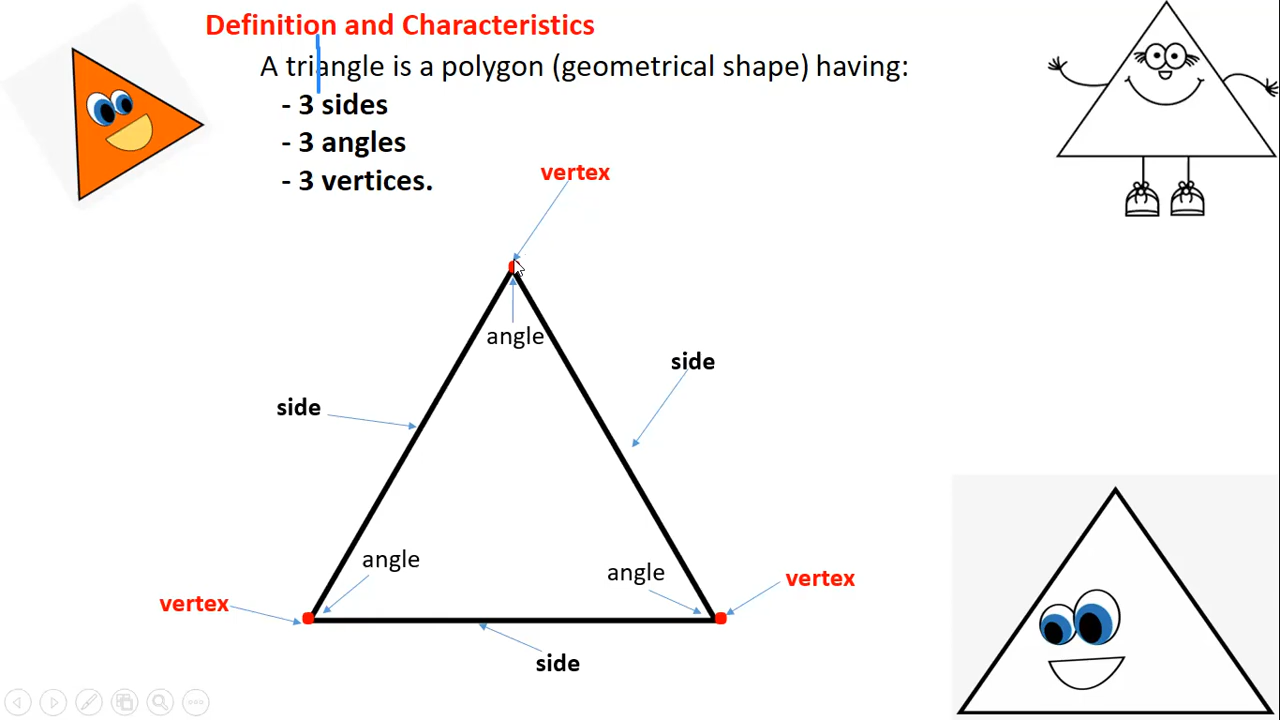 Definition and Characteristics
A triangle is a polygon (geometrical shape) having:
- 3 sides
- 3 angles
- 3 vertices.
vertex
angle
side
side
angle
angle
vertex
vertex
side